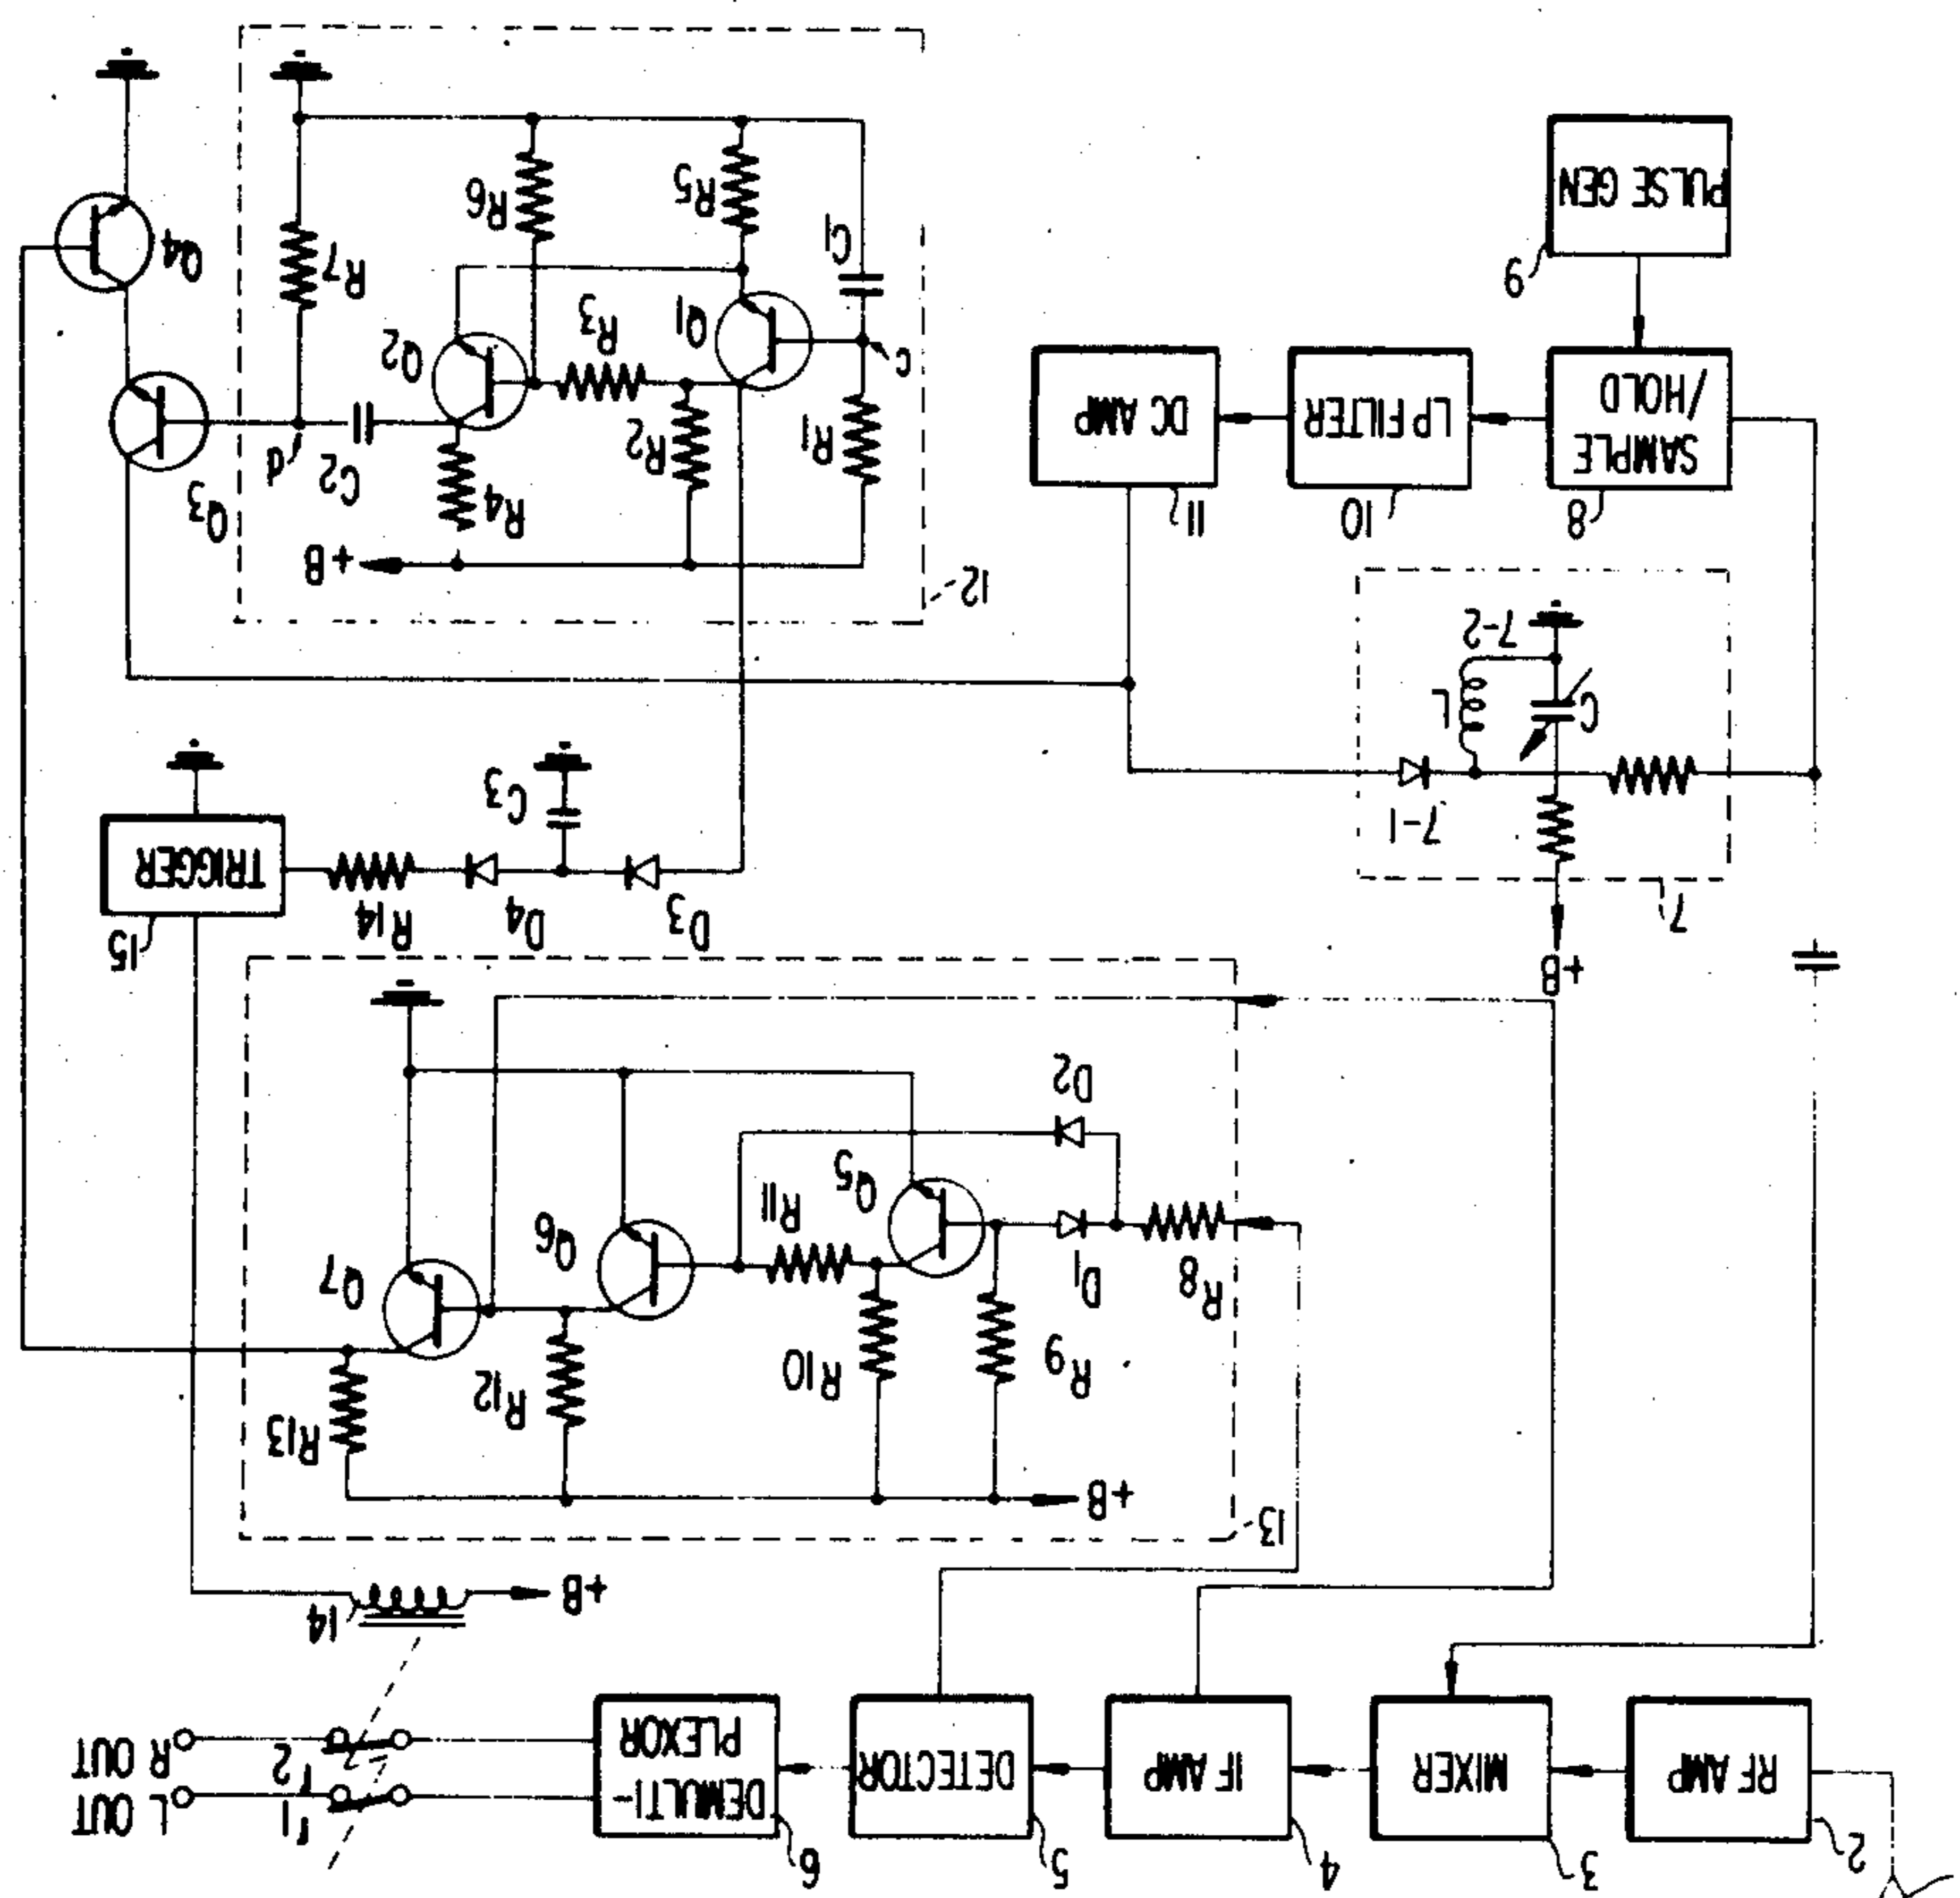 2
3
4
5
6
RF AMP
MIXER
IF AMP
DETECTOR
DEMULTI-
PLEXOR
L OUT
R OUT
r1
r2
14
+B
13
+B
R8
R9
R10
R11
R12
R13
D1
D2
Q5
Q6
Q7
+B
7
7-1
7-2
C
L
D3
D4
R14
C3
15
TRIGGER
12
+B
8
SAMPLE
/HOLD
10
LP FILTER
11
DC AMP
9
PULSE GEN
R1
R2
R3
R4
R5
R6
R7
C1
C2
c
d
Q1
Q2
Q3
Q4